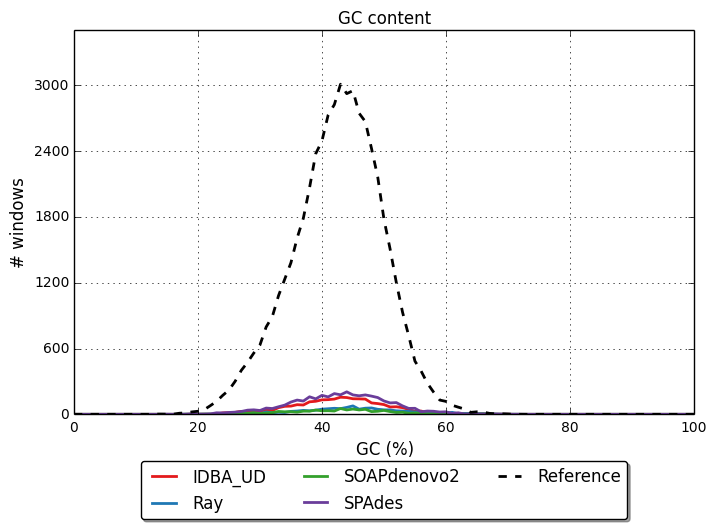 GC content
3000
2400
1800
1200
600
0
# windows
0 20 40 60 80 100
GC (%)
IDBA_UD SOAPdenovo2 Reference
Ray SPAdes